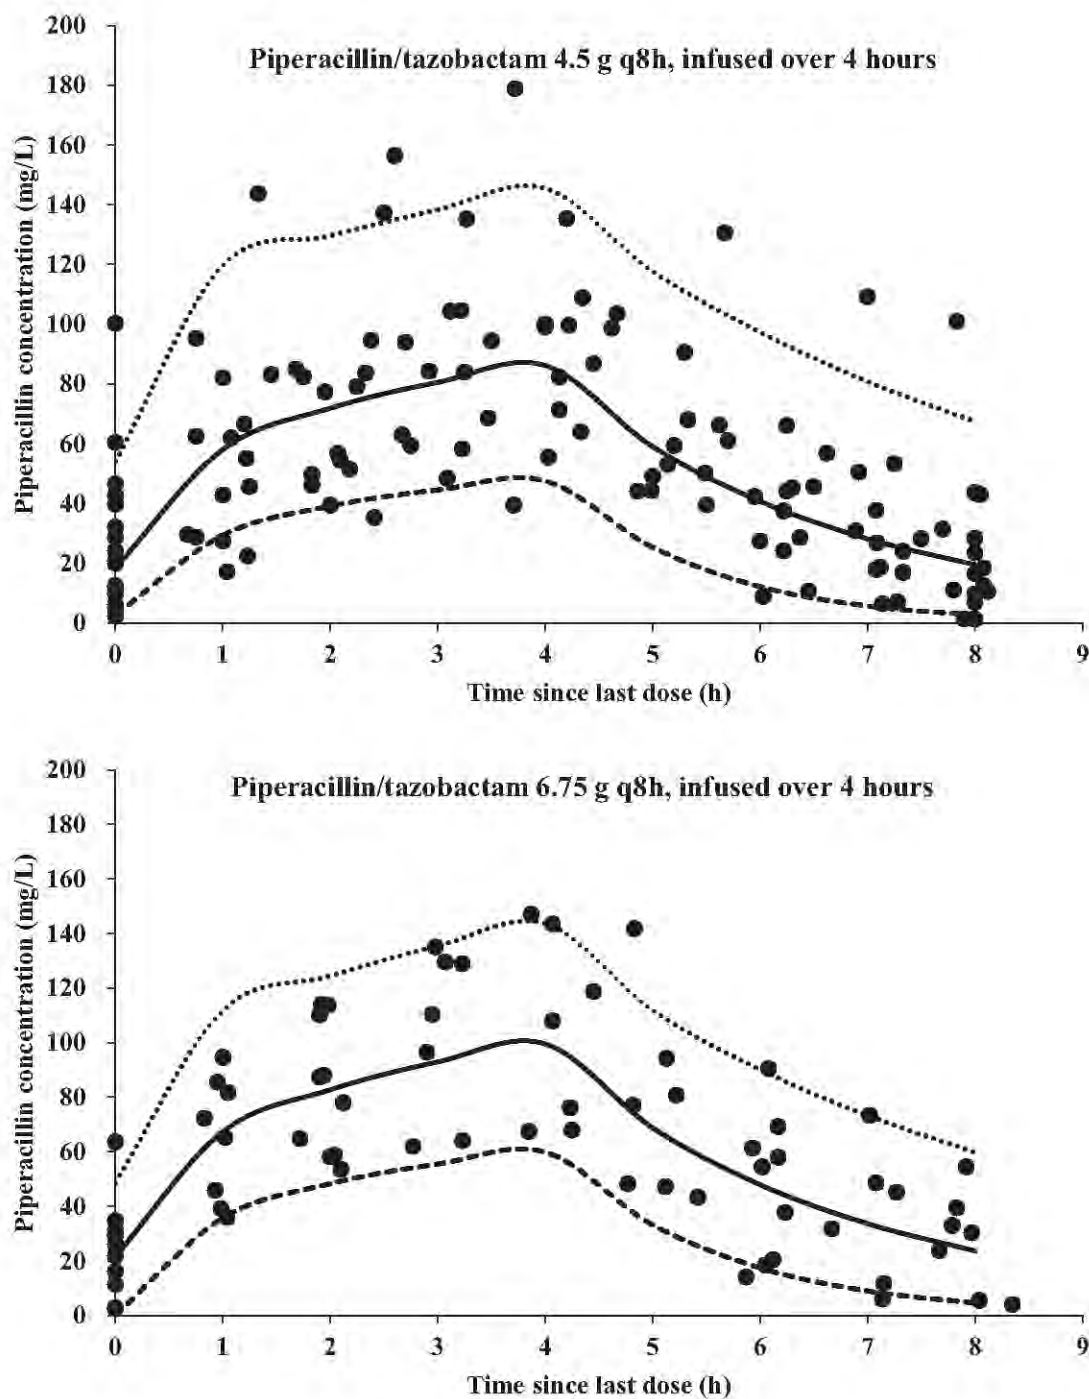 Piperacillin/tazobactam 4.5 g q8h, infused over 4 hours
Piperacillin concentration (mg/L)
200
180
160
140
120
100
80
60
40
20
0
0 1 2 3 4 5 6 7 8 9
Time since last dose (h)
Piperacillin/tazobactam 6.75 g q8h, infused over 4 hours
Piperacillin concentration (mg/L)
200
180
160
140
120
100
80
60
40
20
0
0 1 2 3 4 5 6 7 8 9
Time since last dose (h)